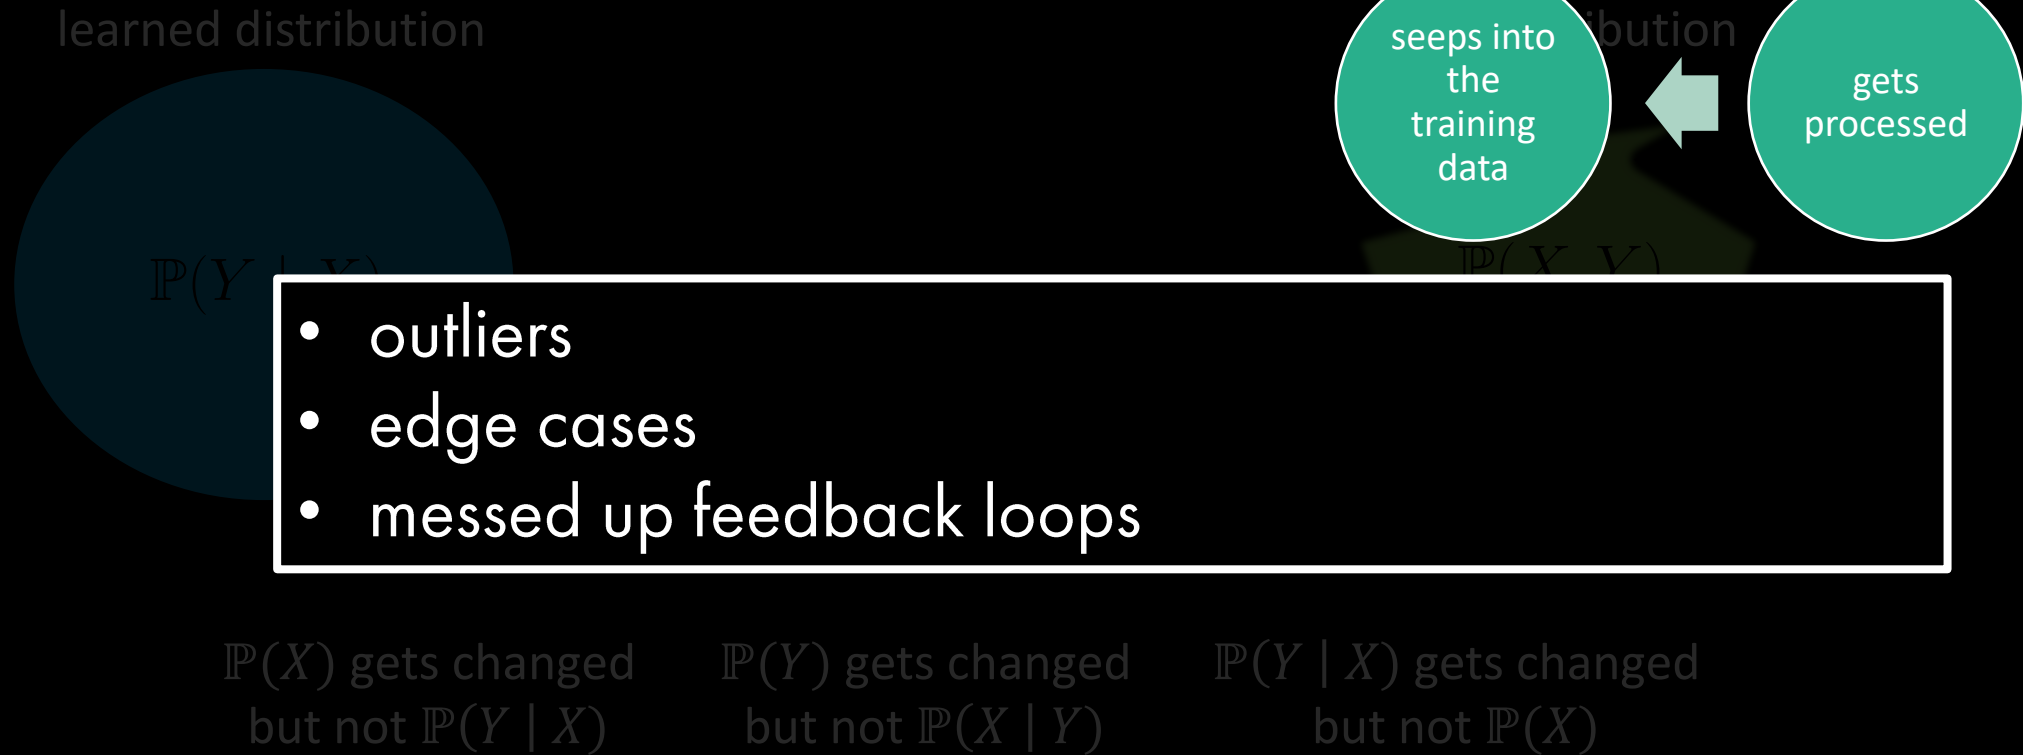 learned distribution
bution
seeps into
the
training
data
gets
processed
ℙ(Y | X)
ℙ(X, Y)
• outliers
• edge cases
• messed up feedback loops
ℙ(X) gets changed
but not ℙ(Y | X)
ℙ(Y) gets changed
but not ℙ(X | Y)
ℙ(Y | X) gets changed
but not ℙ(X)